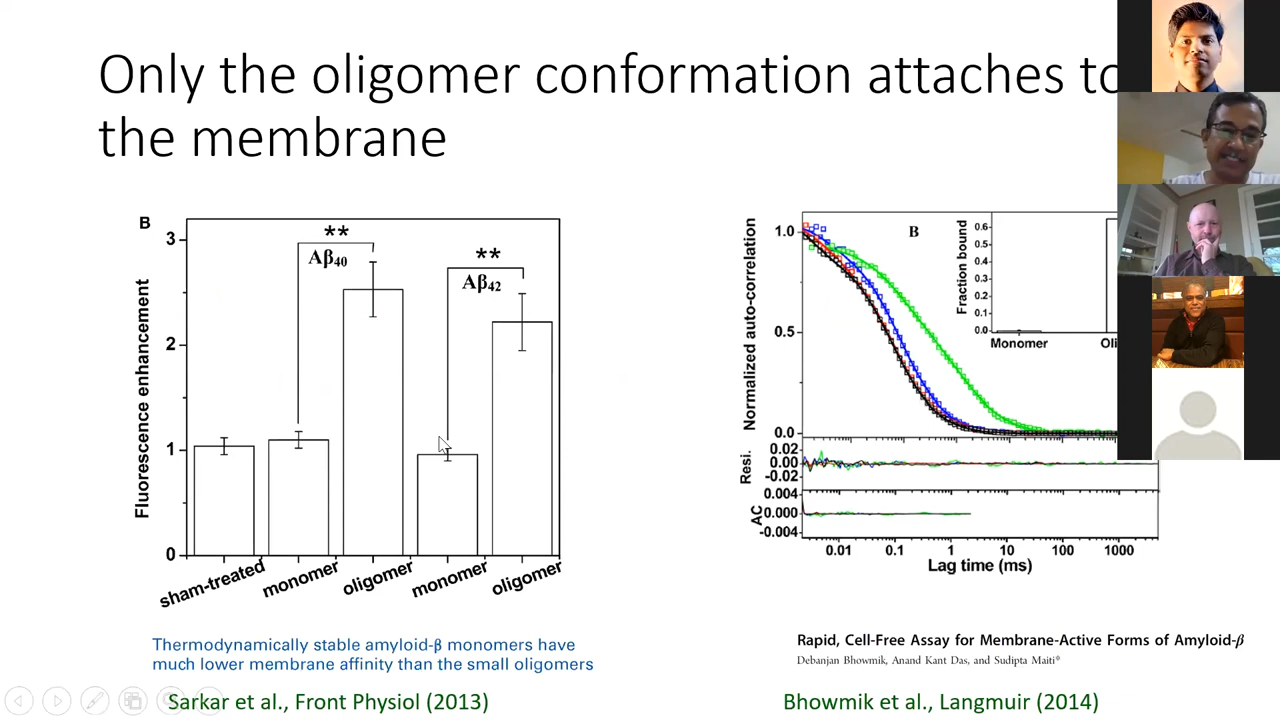 Only the oligomer conformation attaches to
the membrane
B
Fluorescence enhancement
3
2
1
0
**
Aβ40
**
Aβ42
sham-treated
monomer
oligomer
monomer
oligomer
Thermodynamically stable amyloid-β monomers have
much lower membrane affinity than the small oligomers
Sarkar et al., Front Physiol (2013)
Normalized auto-correlation
1.0
0.5
0.0
B
Fraction bound
0.6
0.5
0.4
0.3
0.2
0.1
0.0
Monomer
Oli
Resi.
0.02
0.00
-0.02
AC
0.004
0.000
-0.004
0.01 0.1 1 10 100 1000
Lag time (ms)
Rapid, Cell-Free Assay for Membrane-Active Forms of Amyloid-β
Debanjan Bhowmik, Anand Kant Das, and Sudipta Maiti*
Bhowmik et al., Langmuir (2014)